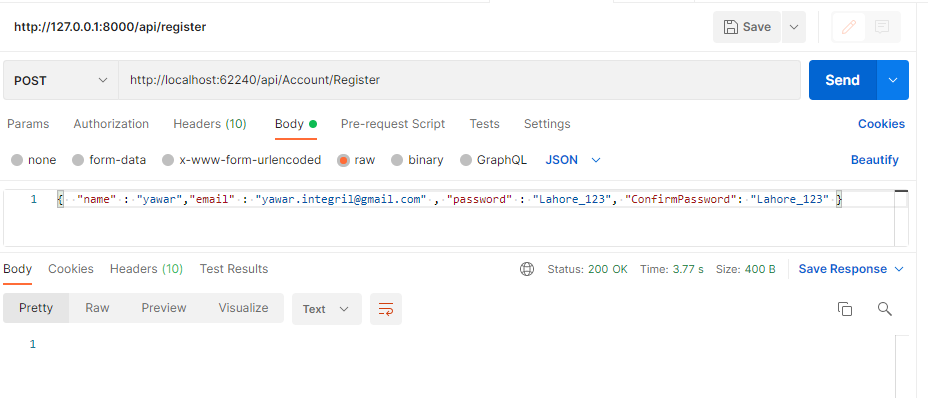 http://127.0.0.1:8000/api/register Save
POST http://localhost:62240/api/Account/Register Send
Params Authorization Headers (10) Body Pre-request Script Tests Settings Cookies
none form-data x-www-form-urlencoded raw binary GraphQL JSON Beautify
1 { "name" : "yawar","email" : "yawar.integril@gmail.com" , "password" : "Lahore_123", "ConfirmPassword": "Lahore_123" }
Body Cookies Headers (10) Test Results Status: 200 OK Time: 3.77 s Size: 400 B Save Response
Pretty Raw Preview Visualize Text
1